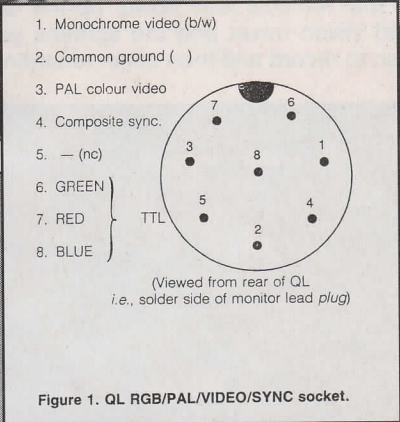 1. Monochrome video (b/w)
2. Common ground ( )
3. PAL colour video
4. Composite sync.
5. — (nc)
6. GREEN
7. RED
8. BLUE
TTL
7
6
3
8
1
5
4
2
(Viewed from rear of QL
i.e., solder side of monitor lead plug)
Figure 1. QL RGB/PAL/VIDEO/SYNC socket.